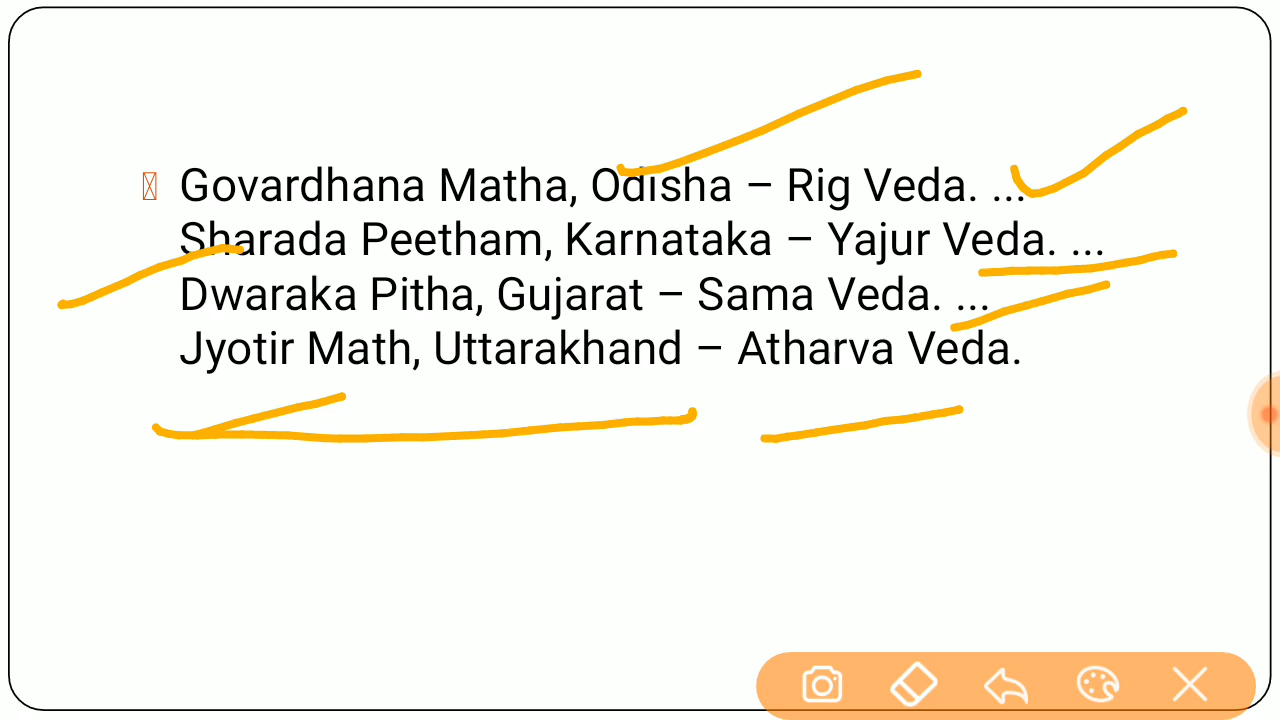 Govardhana Matha, Odisha – Rig Veda. ...
Sharada Peetham, Karnataka – Yajur Veda. ...
Dwaraka Pitha, Gujarat – Sama Veda. ...
Jyotir Math, Uttarakhand – Atharva Veda.